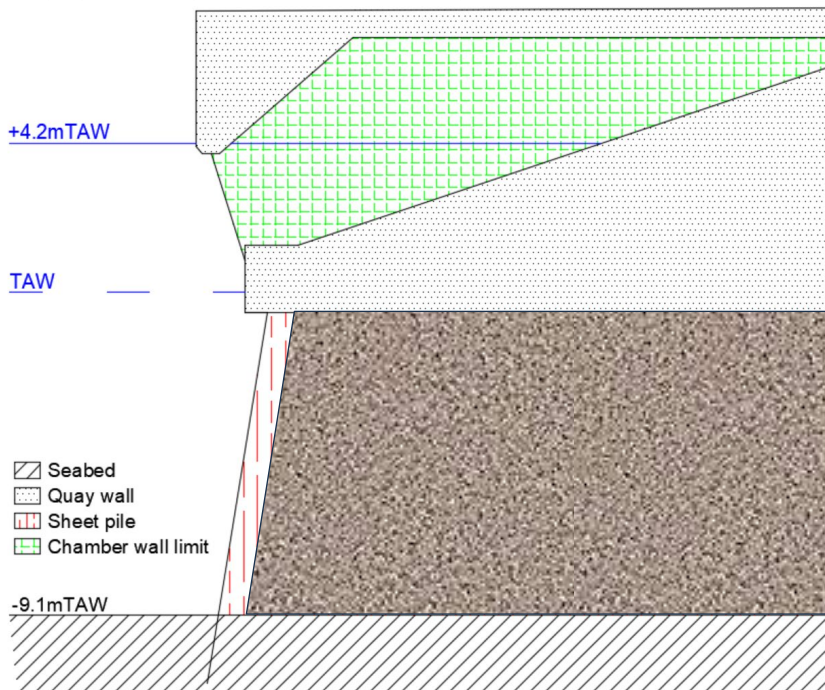 +4.2mTAW
TAW
Seabed
Quay wall
Sheet pile
Chamber wall limit
-9.1mTAW